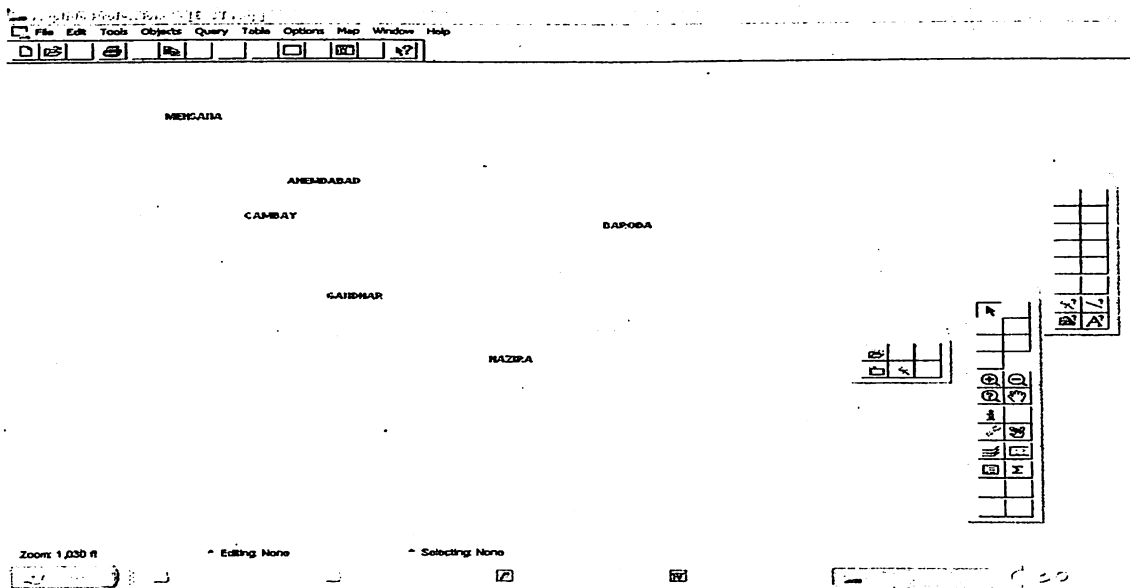 File Edit Tools Objects Query Table Options Map Window Help
MEHSANA
AHEMDABAD
CAMBAY
BARODA
GANDHAR
HAZIRA
Zoom: 1,030 ft Editing: None Selecting: None